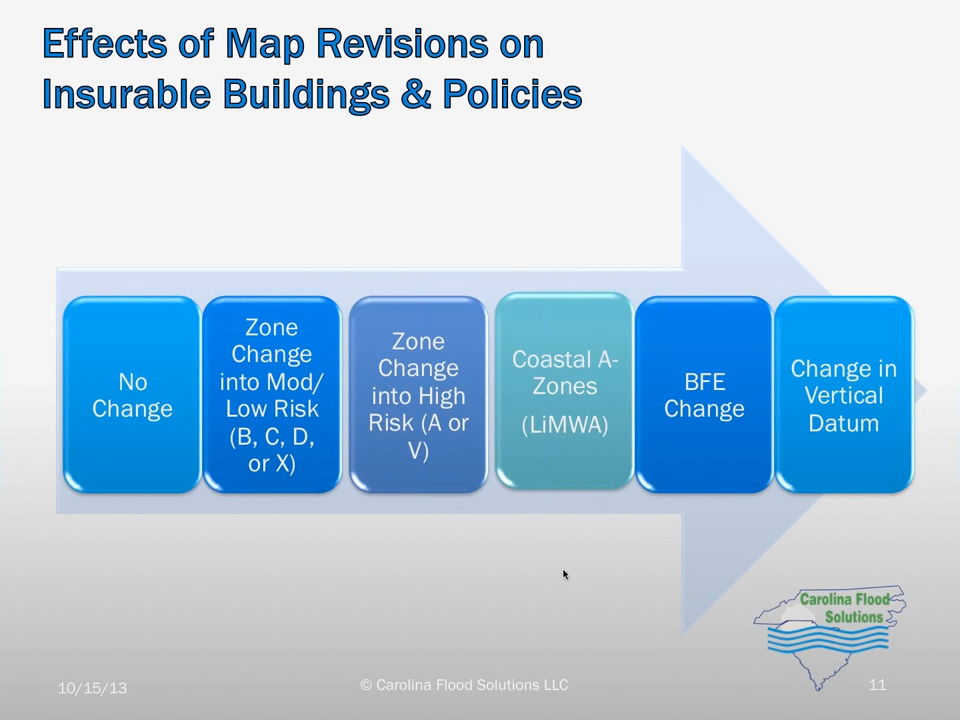 Effects of Map Revisions on
Insurable Buildings & Policies
No
Change
Zone
Change
into Mod/
Low Risk
(B, C, D,
or X)
Zone
Change
into High
Risk (A or
V)
Coastal A-
Zones
(LiMWA)
BFE
Change
Change in
Vertical
Datum
Carolina Flood
Solutions
10/15/13
© Carolina Flood Solutions LLC
11